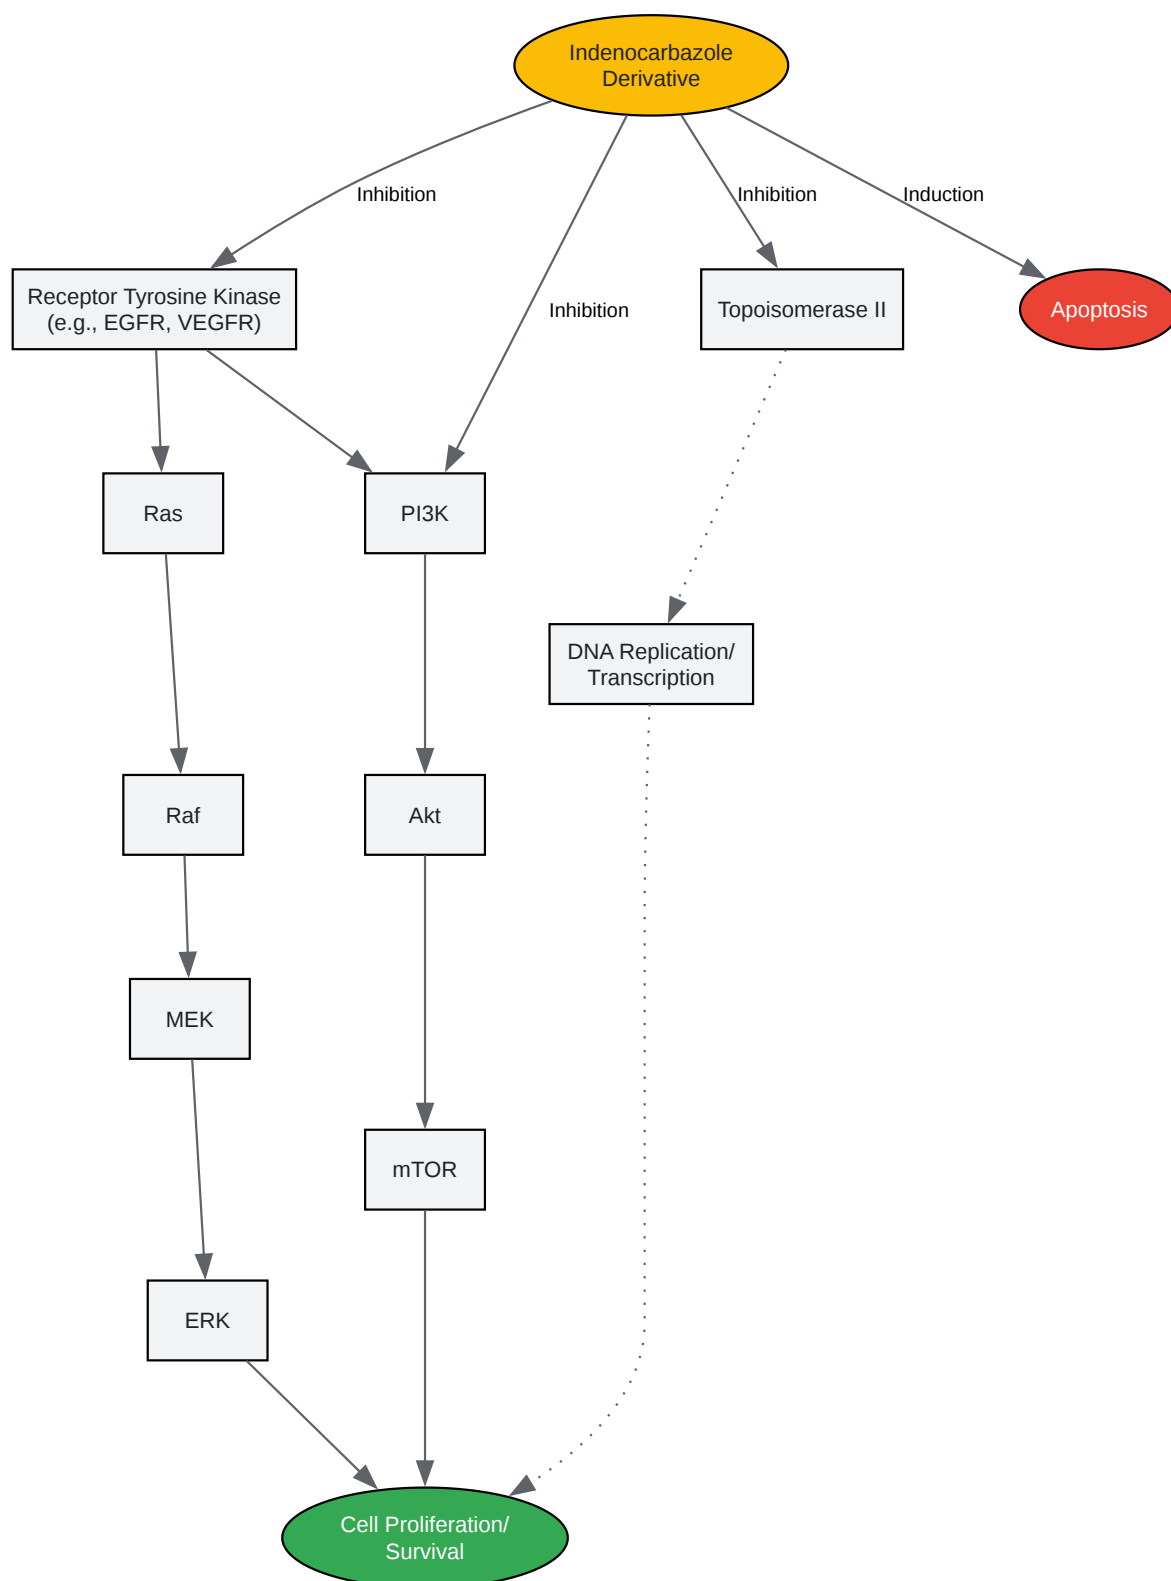 Indenocarbazole
Derivative
Inhibition
Inhibition
Induction
Receptor Tyrosine Kinase
(e.g., EGFR, VEGFR)
Inhibition
Topoisomerase II
Apoptosis
Ras
PI3K
DNA Replication/
Transcription
Raf
Akt
MEK
mTOR
ERK
Cell Proliferation/
Survival